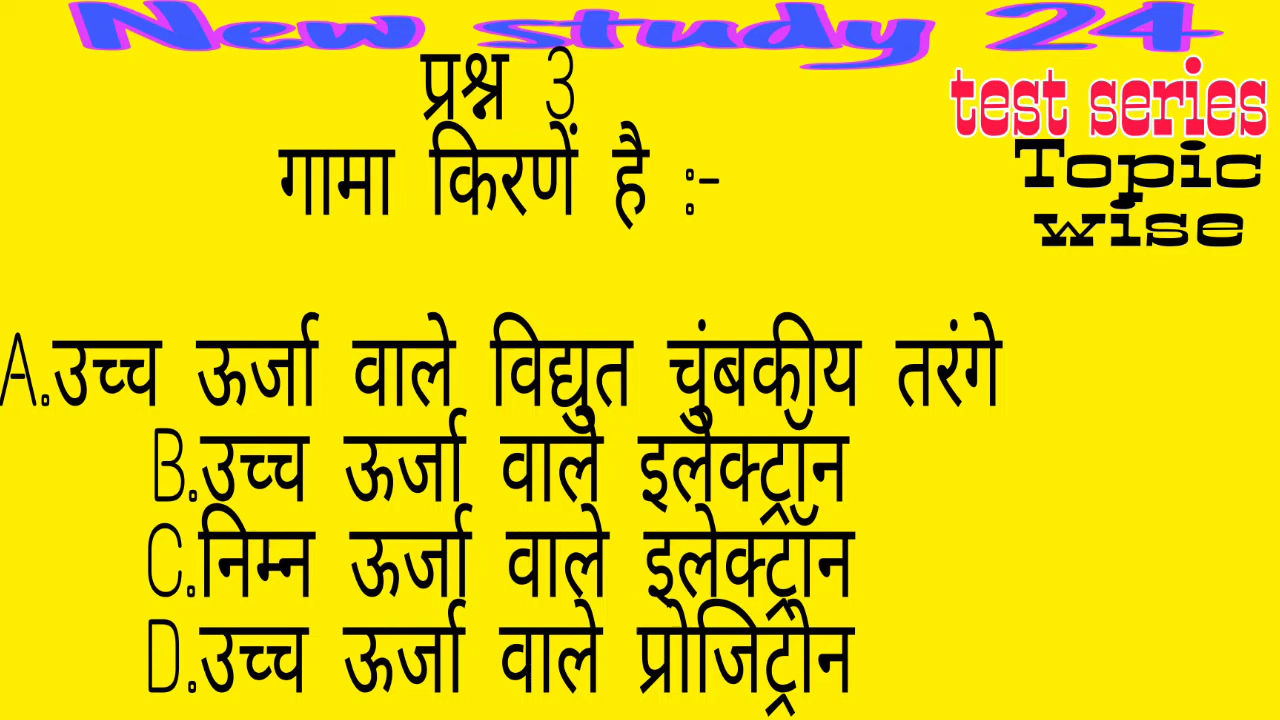 New study 24
test series
Topic
wise
प्रश्न 3
गामा किरणें है :-
A.उच्च ऊर्जा वाले विद्युत चुंबकीय तरंगे
B.उच्च ऊर्जा वाले इलेक्ट्रॉन
C.निम्न ऊर्जा वाले इलेक्ट्रॉन
D.उच्च ऊर्जा वाले प्रोजिट्रोन